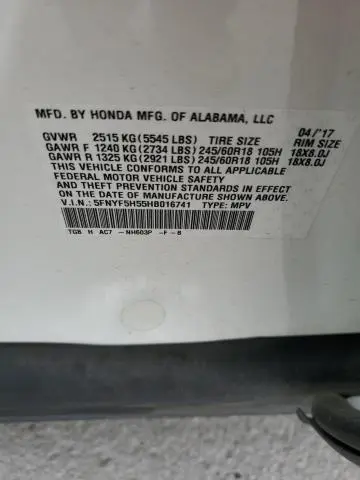 MFD. BY HONDA MFG. OF ALABAMA, LLC 04/'17
GVWR 2515 KG (5545 LBS) TIRE SIZE RIM SIZE
GAWR F 1240 KG (2734 LBS) 245/60R18 105H 18X8.0J
GAWR R 1325 KG (2921 LBS) 245/60R18 105H 18X8.0J
THIS VEHICLE CONFORMS TO ALL APPLICABLE
FEDERAL MOTOR VEHICLE SAFETY
AND THEFT PREVENTION STANDARDS IN EFFECT
ON THE DATE OF MANUFACTURE SHOWN ABOVE.
V.I.N.: 5FNYF5H55HB016741 TYPE: MPV
TG8 H AC7 -NH603P -F -B